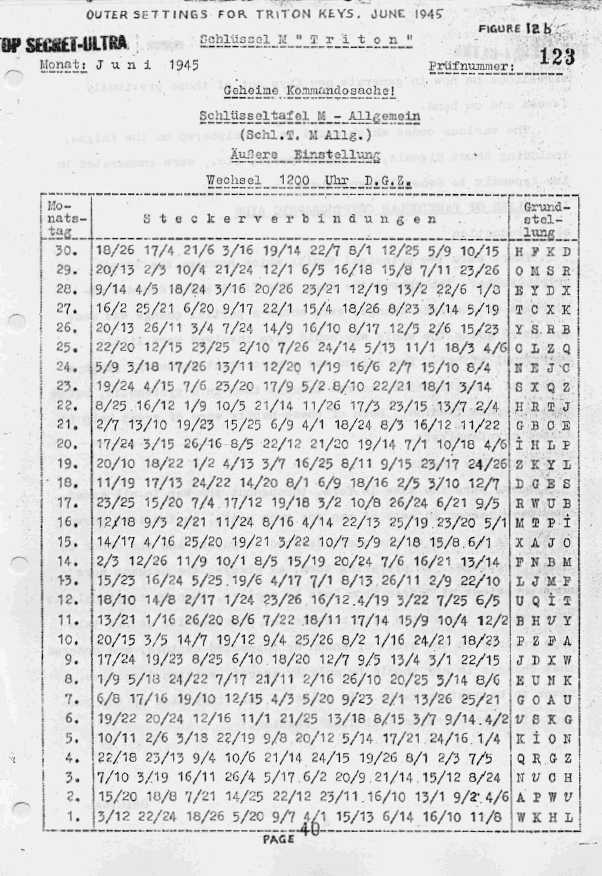 OUTER SETTINGS FOR TRITON KEYS. JUNE 1945
FIGURE 12b
TOP SECRET-ULTRA
Schlüssel M "Triton"
Monat: Juni 1945
Prüfnummer: 123
Geheime Kommandosache!
Schlüsseltafel M - Allgemein
(Schl.T. M Allg.)
Äußere Einstellung
Wechsel 1200 Uhr D.G.Z.
Mo-
nats-
tag
Steckerverbindungen
Grund-
stel-
lung
30. 18/26 17/4 21/6 3/16 19/14 22/7 8/1 12/25 5/9 10/15 H F K D
29. 20/13 2/3 10/4 21/24 12/1 6/5 16/18 15/8 7/11 23/26 O M S R
28. 9/14 4/5 18/24 3/16 20/26 23/21 12/19 13/2 22/6 1/8 E Y D X
27. 16/2 25/21 6/20 9/17 22/1 15/4 18/26 8/23 3/14 5/19 T C X K
26. 20/13 26/11 3/4 7/24 14/9 16/10 8/17 12/5 2/6 15/23 Y S R B
25. 22/20 12/15 23/25 2/10 7/26 24/14 5/13 11/1 18/3 4/6 C L Z Q
24. 5/9 3/18 17/26 13/11 12/20 1/19 16/6 2/7 15/10 8/4 N E J C
23. 19/24 4/15 7/6 23/20 17/9 5/2 8/10 22/21 18/1 3/14 S X Q Z
22. 8/25 16/12 1/9 10/5 21/14 11/26 17/3 23/15 13/7 2/4 H R T J
21. 2/7 13/10 19/23 15/25 6/9 4/1 18/24 8/3 16/12 11/22 G B C E
20. 17/24 3/15 26/16 8/5 22/12 21/20 19/14 7/1 10/18 4/6 İ H L P
19. 20/10 18/22 1/2 4/13 3/7 16/25 8/11 9/15 23/17 24/26 Z K Y L
18. 11/19 17/13 24/22 14/20 8/1 6/9 18/16 2/5 3/10 12/7 D G E S
17. 23/25 15/20 7/4 17/12 19/18 3/2 10/8 26/24 6/21 9/5 R W U B
16. 12/18 9/3 2/21 11/24 8/16 4/14 22/13 25/19 23/20 5/1 M T P İ
15. 14/17 4/16 25/20 19/21 3/22 10/7 5/9 2/18 15/8 6/1 X A J O
14. 2/3 12/26 11/9 10/1 8/5 15/19 20/24 7/6 16/21 13/14 F N B M
13. 15/23 16/24 5/25 19/6 4/17 7/1 8/13 26/11 2/9 22/10 L J M F
12. 18/10 14/8 2/17 1/24 23/26 16/12 4/19 3/22 7/25 6/5 U Q İ T
11. 13/21 1/16 26/20 8/6 7/22 18/11 17/14 15/9 10/4 12/2 B H V Y
10. 20/15 3/5 14/7 19/12 9/4 25/26 8/2 1/16 24/21 18/23 P Z F A
9. 17/24 19/23 8/25 6/10 18/20 12/7 9/5 13/4 3/1 22/15 J D X W
8. 1/9 5/18 24/22 7/17 21/11 2/16 26/10 20/25 3/14 8/6 E U N K
7. 6/8 17/16 19/10 12/15 4/3 5/20 9/23 2/1 13/26 25/21 G O A U
6. 19/22 20/24 12/16 11/1 21/25 13/18 8/15 3/7 9/14 4/2 V S K G
5. 10/11 2/6 3/18 22/19 9/8 20/12 5/14 17/21 24/16 1/4 K İ O N
4. 22/18 23/13 9/4 10/6 21/14 24/15 19/26 8/1 2/3 7/5 Q R G Z
3. 7/10 3/19 16/11 26/4 5/17 6/2 20/9 21/14 15/12 8/24 N V C H
2. 15/20 18/8 7/21 14/25 22/12 23/11 16/10 13/1 9/2 4/6 A P W V
1. 3/12 22/24 18/26 5/20 9/7 4/1 15/13 6/14 16/10 11/8 W K H L
PAGE 40